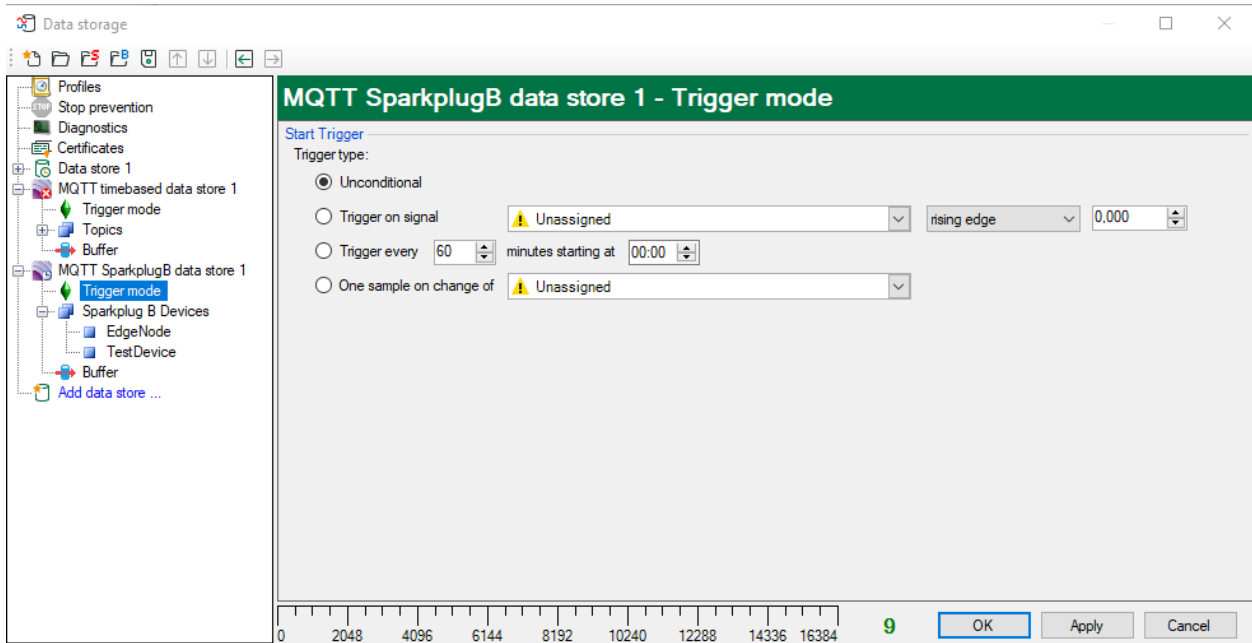 Data storage
Profiles
STOP Stop prevention
Diagnostics
Certificates
Data store 1
MQTT timebased data store 1
Trigger mode
Topics
Buffer
MQTT SparkplugB data store 1
Trigger mode
Sparkplug B Devices
EdgeNode
TestDevice
Buffer
Add data store ...
MQTT SparkplugB data store 1 - Trigger mode
Start Trigger
Trigger type:
Unconditional
Trigger on signal Unassigned rising edge 0,000
Trigger every 60 minutes starting at 00:00
One sample on change of Unassigned
0 2048 4096 6144 8192 10240 12288 14336 16384
9 OK Apply Cancel